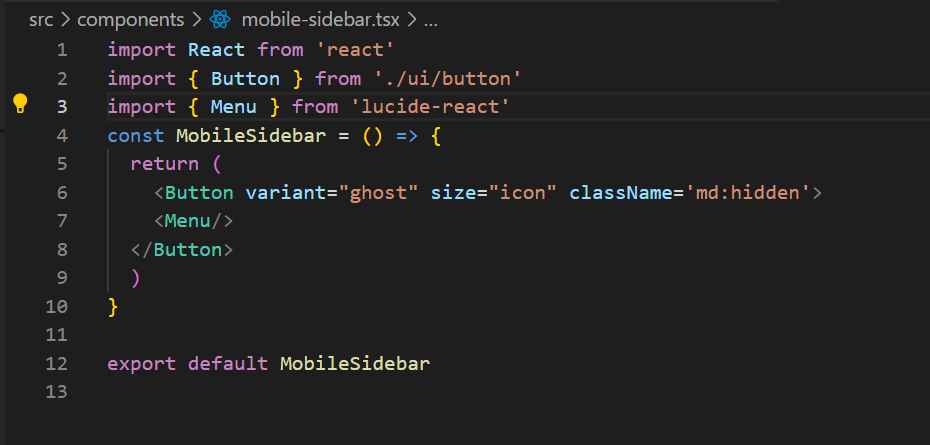 src > components > mobile-sidebar.tsx > ...
1 import React from 'react'
2 import { Button } from './ui/button'
3 import { Menu } from 'lucide-react'
4 const MobileSidebar = () => {
5   return (
6     <Button variant="ghost" size="icon" className='md:hidden'>
7     <Menu/>
8   </Button>
9   )
10 }
11
12 export default MobileSidebar
13